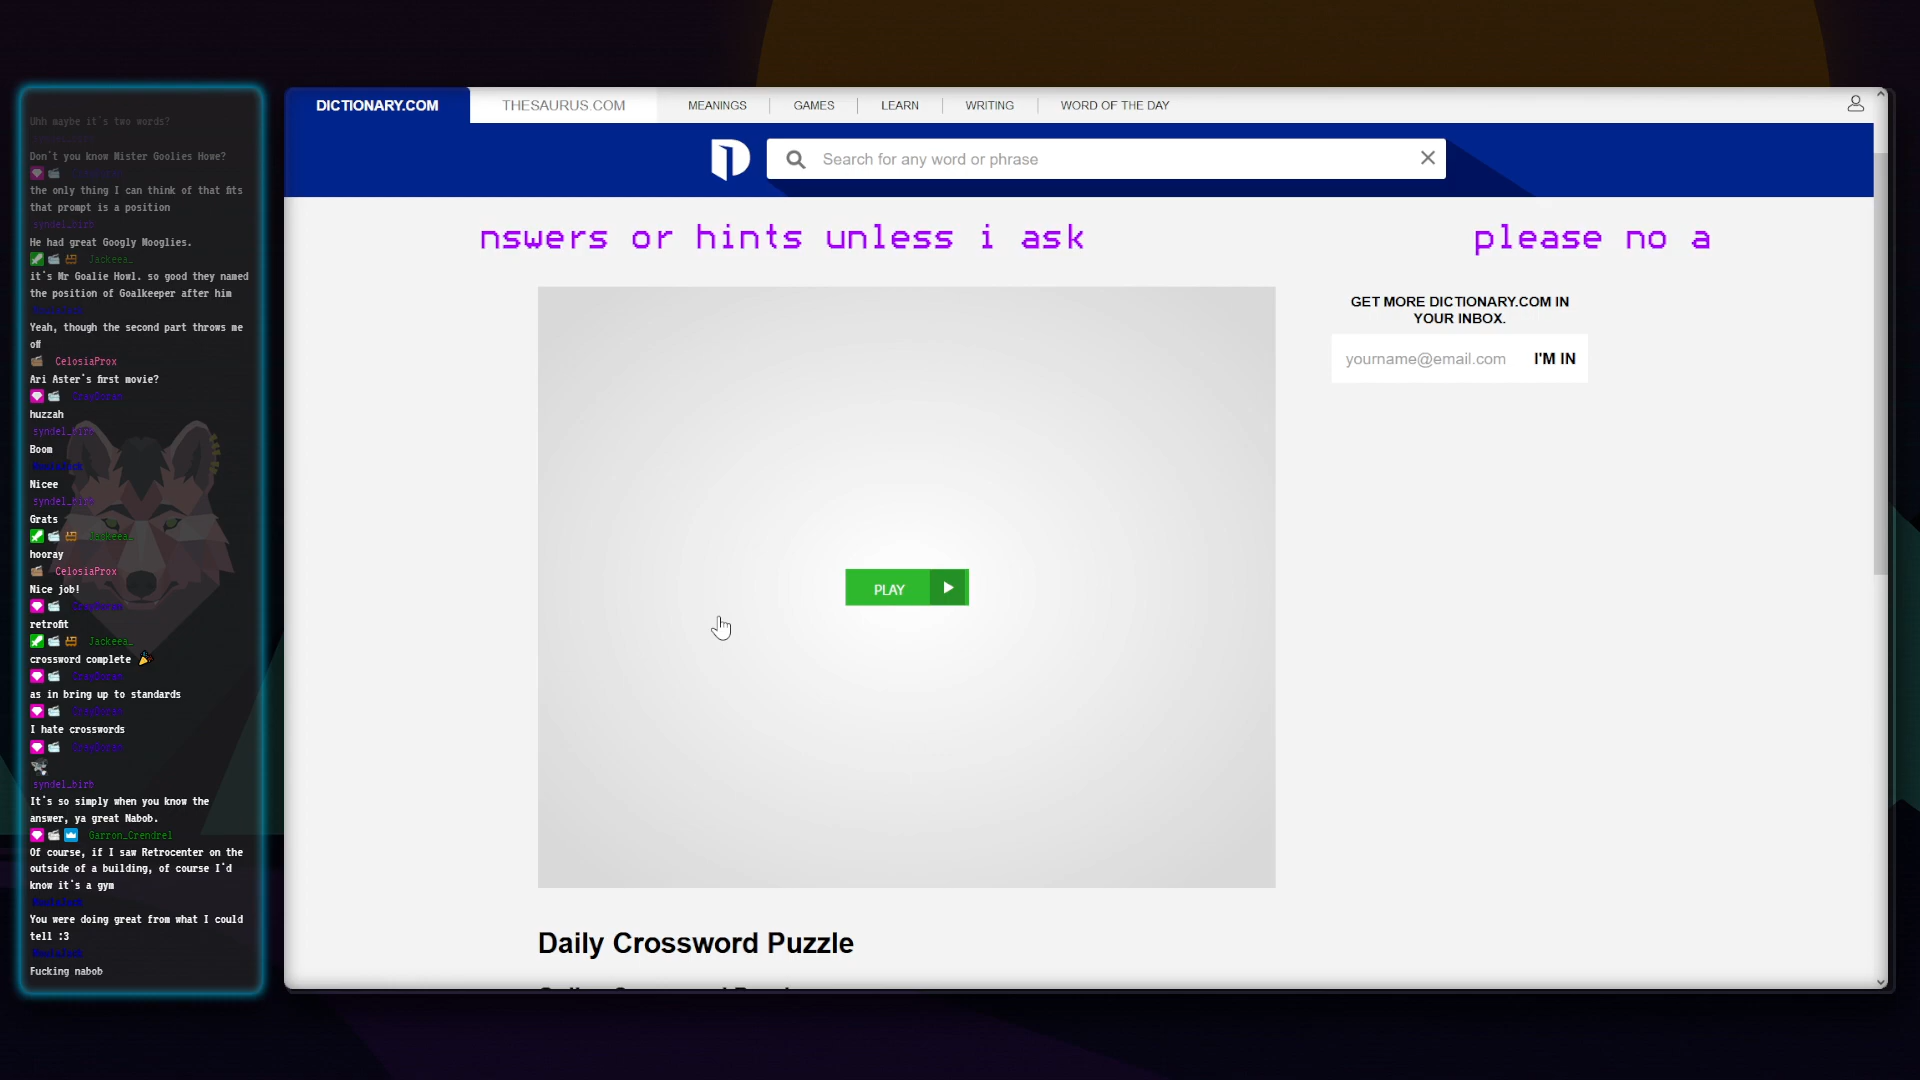 Uhh maybe it's two words?
Don't you know Mister Goolies Howe?
the only thing I can think of that fits
that prompt is a position
syndel_birb
He had great Googly Mooglies.
Jackeea_
it's Mr Goalie Howl. so good they named
the position of Goalkeeper after him
Yeah, though the second part throws me
off
CelosiaProx
Ari Aster's first movie?
huzzah
syndel_birb
Boom
Nicee
syndel_birb
Grats
Jackeea_
hooray
CelosiaProx
Nice job!
retrofit
Jackeea_
crossword complete
as in bring up to standards
I hate crosswords
syndel_birb
It's so simply when you know the
answer, ya great Nabob.
Garron_Crendrel
Of course, if I saw Retrocenter on the
outside of a building, of course I'd
know it's a gym
You were doing great from what I could
tell :3
Fucking nabob
DICTIONARY.COM
THESAURUS.COM
MEANINGS
GAMES
LEARN
WRITING
WORD OF THE DAY
Search for any word or phrase
nswers or hints unless i ask
please no a
PLAY
GET MORE DICTIONARY.COM IN
YOUR INBOX.
yourname@email.com
I'M IN
Daily Crossword Puzzle